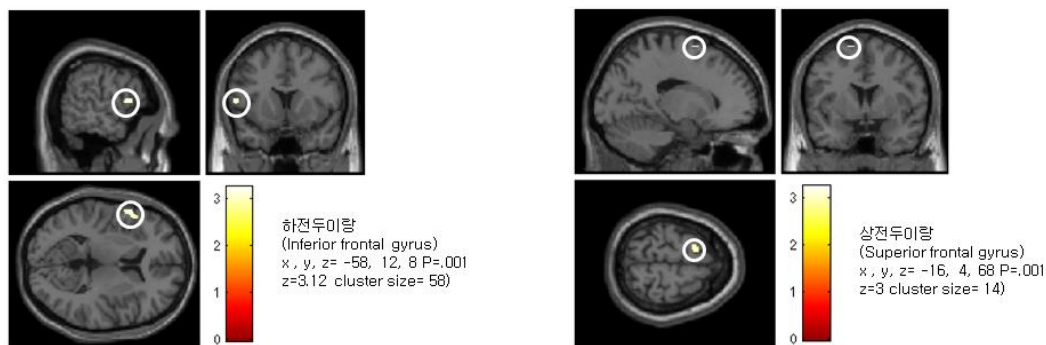 3
2
1
0
하전두이랑
(Inferior frontal gyrus)
x , y, z= -58, 12, 8 P=.001
z=3.12 cluster size= 58)
3
2
1
0
상전두이랑
(Superior frontal gyrus)
x , y, z= -16, 4, 68 P=.001
z=3 cluster size= 14)